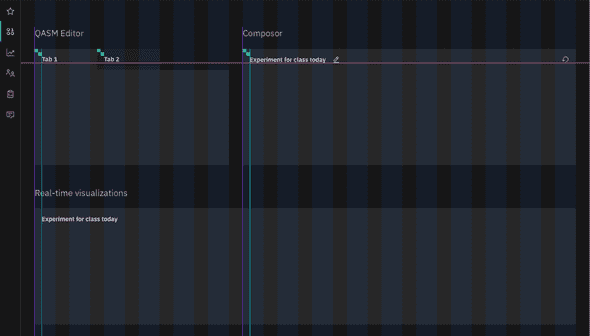 QASM Editor
Composer
Tab 1
Tab 2
Experiment for class today
Real-time visualizations
Experiment for class today